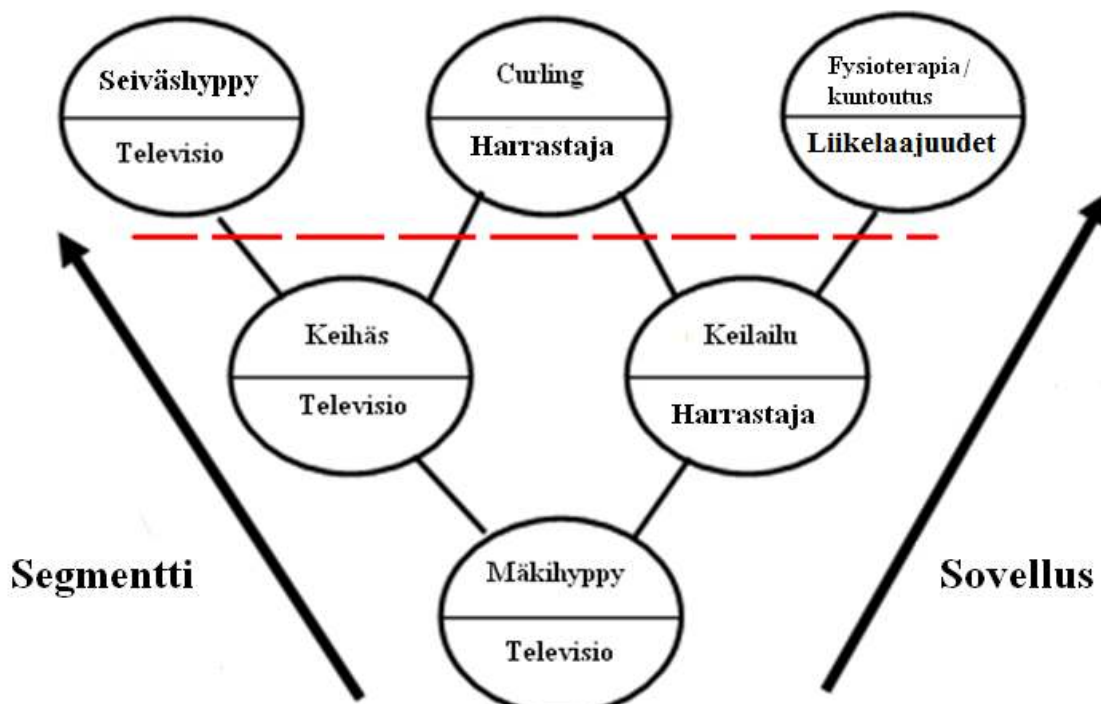 Seiväshyppy
Televisio
Curling
Harrastaja
Fysioterapia /
kuntoutus
Liikelaajuudet
Keihäs
Televisio
Keilailu
Harrastaja
Segmentti
Mäkihyppy
Televisio
Sovellus